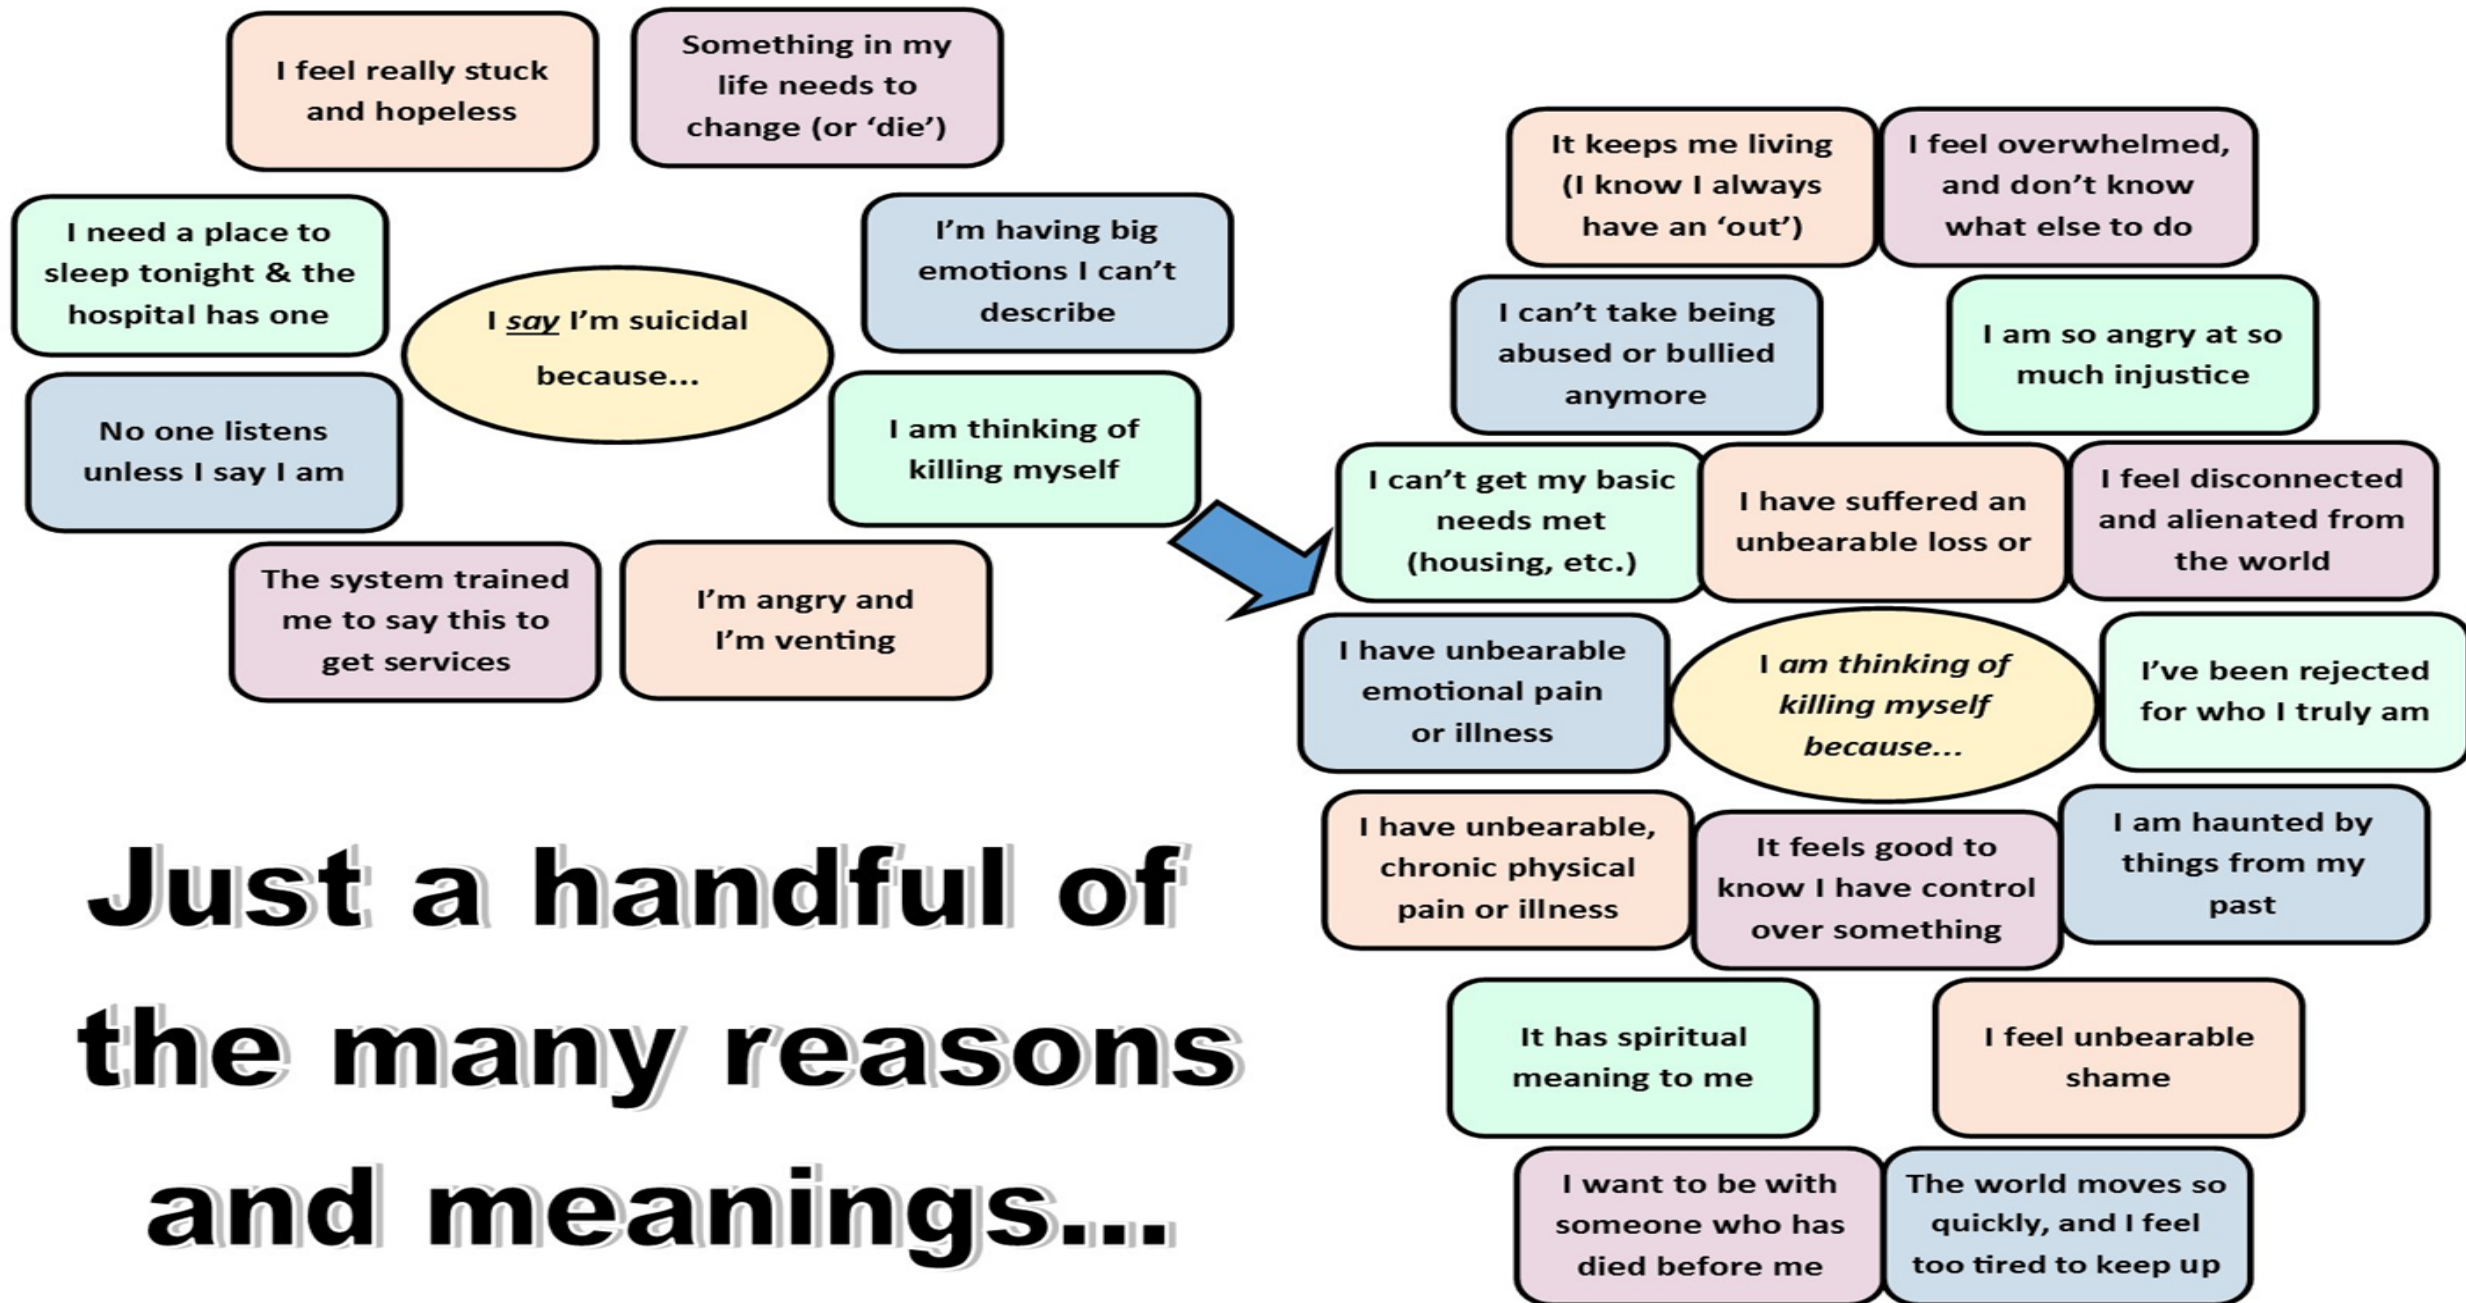 I feel really stuck
and hopeless
Something in my
life needs to
change (or ‘die’)
I need a place to
sleep tonight & the
hospital has one
I’m having big
emotions I can’t
describe
I say I’m suicidal
because...
No one listens
unless I say I am
I am thinking of
killing myself
The system trained
me to say this to
get services
I’m angry and
I’m venting
It keeps me living
(I know I always
have an ‘out’)
I feel overwhelmed,
and don’t know
what else to do
I can’t take being
abused or bullied
anymore
I am so angry at so
much injustice
I can’t get my basic
needs met
(housing, etc.)
I have suffered an
unbearable loss or
I feel disconnected
and alienated from
the world
I have unbearable
emotional pain
or illness
I am thinking of
killing myself
because...
I’ve been rejected
for who I truly am
I have unbearable,
chronic physical
pain or illness
It feels good to
know I have control
over something
I am haunted by
things from my
past
It has spiritual
meaning to me
I feel unbearable
shame
I want to be with
someone who has
died before me
The world moves so
quickly, and I feel
too tired to keep up
Just a handful of
the many reasons
and meanings...